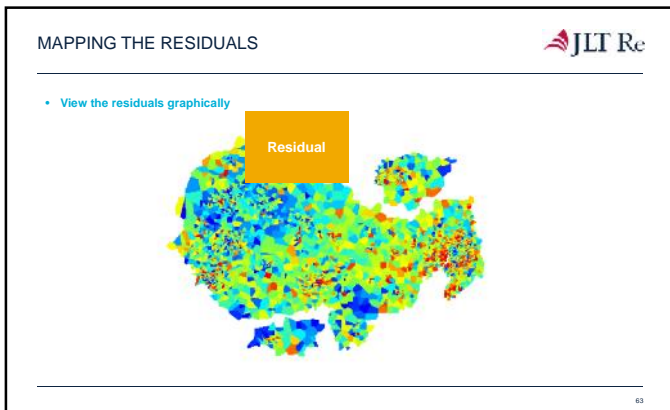 MAPPING THE RESIDUALS
JLT Re
• View the residuals graphically
Residual
63